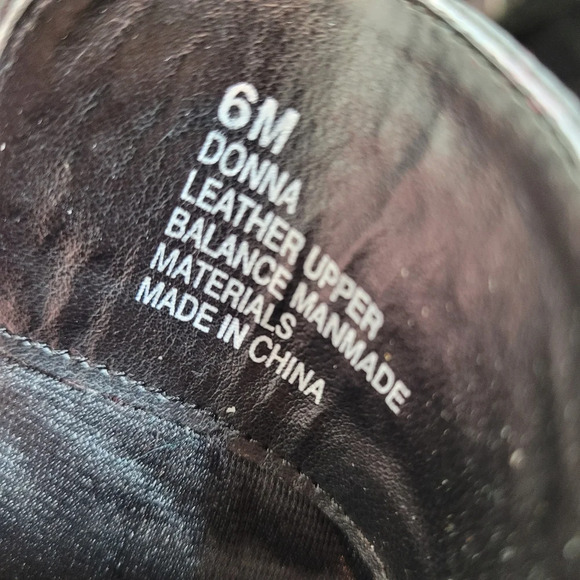 6M
DONNA
LEATHER UPPER
BALANCE MANMADE
MATERIALS
MADE IN CHINA